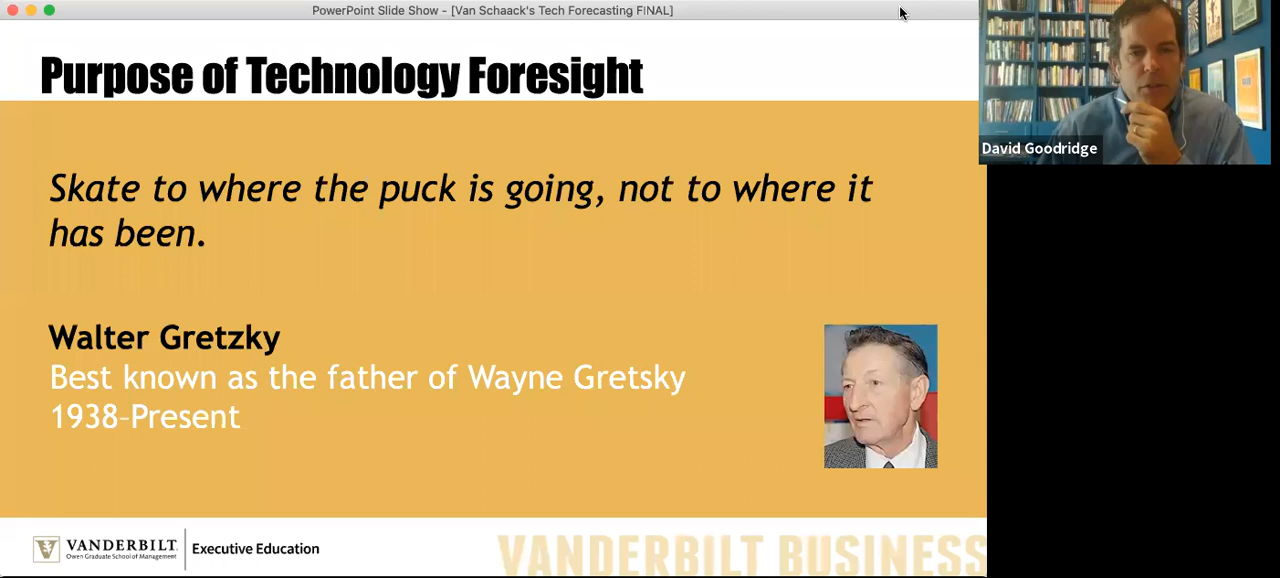 PowerPoint Slide Show - [Van Schaack's Tech Forecasting FINAL]
Purpose of Technology Foresight
David Goodridge
Skate to where the puck is going, not to where it
has been.
Walter Gretzky
Best known as the father of Wayne Gretsky
1938–Present
V
VANDERBILT
Owen Graduate School of Management
Executive Education
VANDERBILT BUSINESS